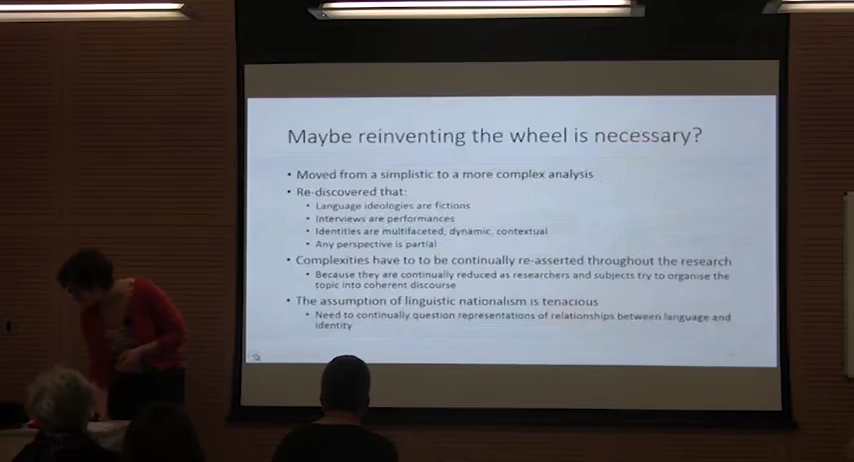 Maybe reinventing the wheel is necessary?
• Moved from a simplistic to a more complex analysis
• Re-discovered that:
• Language ideologies are fictions
• Interviews are performances
• Identities are multifaceted, dynamic, contextual
• Any perspective is partial
• Complexities have to to be continually re-asserted throughout the research
• Because they are continually reduced as researchers and subjects try to organise the
topic into coherent discourse
• The assumption of linguistic nationalism is tenacious
• Need to continually question representations of relationships between language and
identity